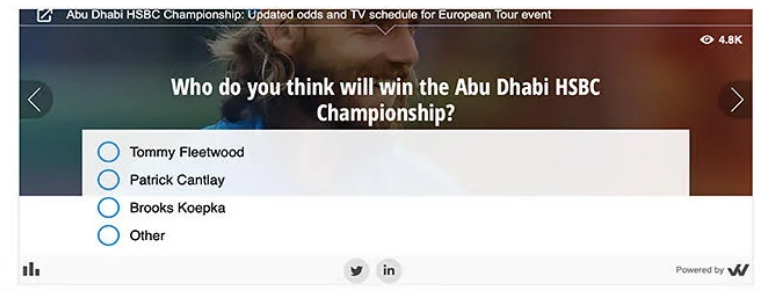 Abu Dhabi HSBC Championship: Updated odds and TV schedule for European Tour event
4.8K
Who do you think will win the Abu Dhabi HSBC
Championship?
Tommy Fleetwood
Patrick Cantlay
Brooks Koepka
Other
in
Powered by